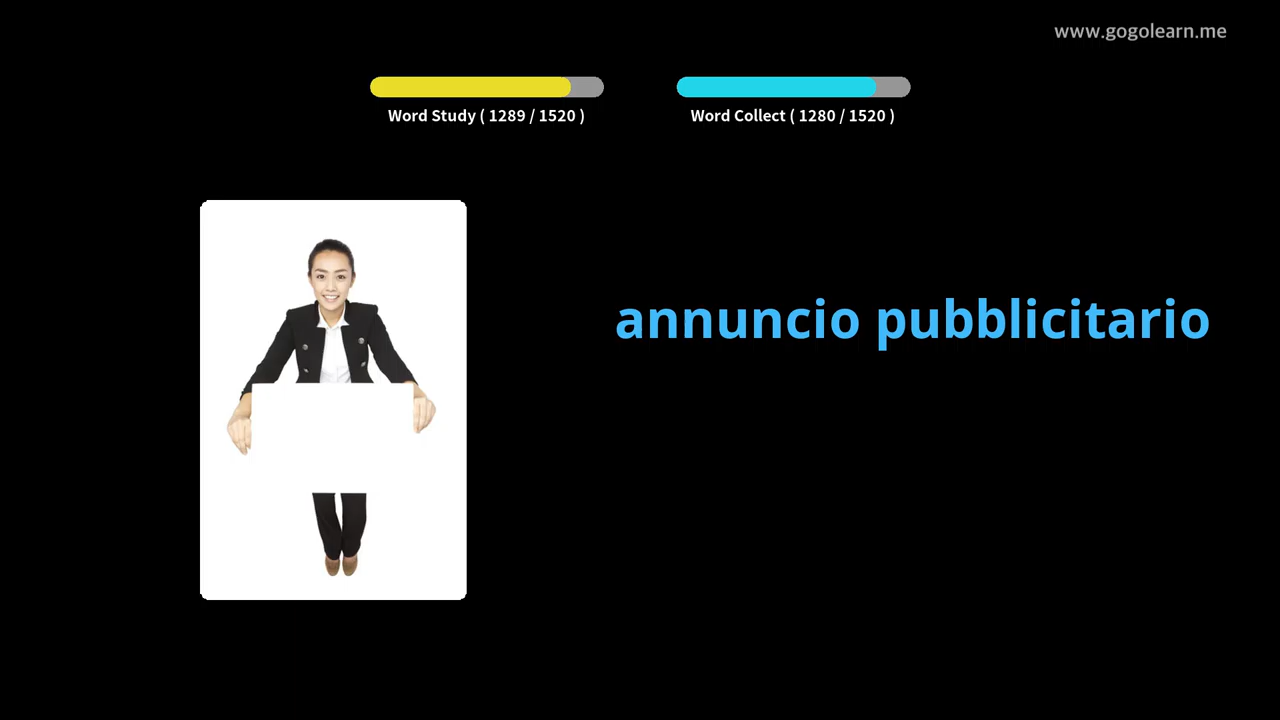 www.gogolearn.me
Word Study ( 1289 / 1520 )
Word Collect ( 1280 / 1520 )
annuncio pubblicitario